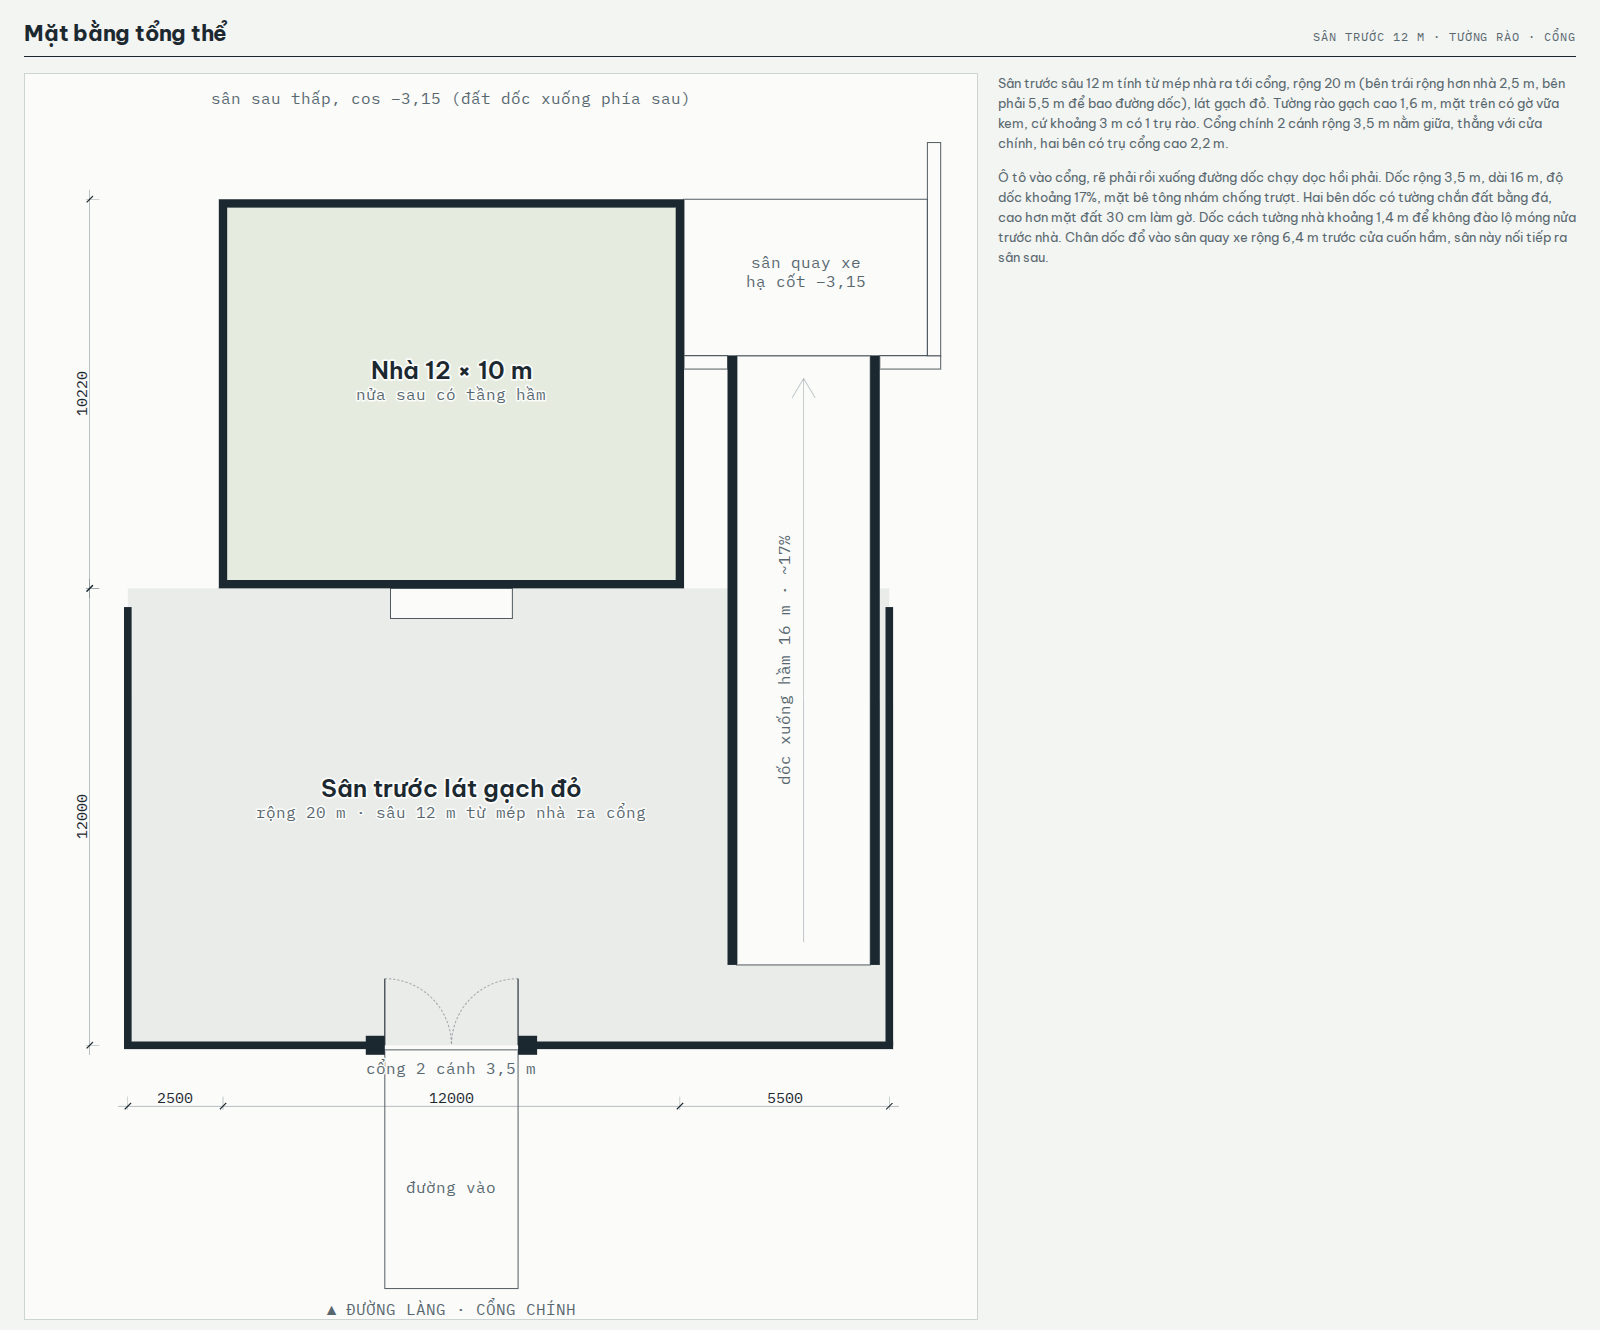 Mặt bằng tổng thể
SÂN TRƯỚC 12 M · TƯỜNG RÀO · CỔNG
sân sau thấp, cos −3,15 (đất dốc xuống phía sau)
sân quay xe
hạ cốt −3,15
Nhà 12 × 10 m
nửa sau có tầng hầm
10220
dốc xuống hầm 16 m · ~17%
Sân trước lát gạch đỏ
rộng 20 m · sâu 12 m từ mép nhà ra cổng
12000
cổng 2 cánh 3,5 m
2500
12000
5500
đường vào
▲ ĐƯỜNG LÀNG · CỔNG CHÍNH
Sân trước sâu 12 m tính từ mép nhà ra tới cổng, rộng 20 m (bên trái rộng hơn nhà 2,5 m, bên
phải 5,5 m để bao đường dốc), lát gạch đỏ. Tường rào gạch cao 1,6 m, mặt trên có gờ vữa
kem, cứ khoảng 3 m có 1 trụ rào. Cổng chính 2 cánh rộng 3,5 m nằm giữa, thẳng với cửa
chính, hai bên có trụ cổng cao 2,2 m.
Ô tô vào cổng, rẽ phải rồi xuống đường dốc chạy dọc hồi phải. Dốc rộng 3,5 m, dài 16 m, độ
dốc khoảng 17%, mặt bê tông nhám chống trượt. Hai bên dốc có tường chắn đất bằng đá,
cao hơn mặt đất 30 cm làm gờ. Dốc cách tường nhà khoảng 1,4 m để không đào lộ móng nửa
trước nhà. Chân dốc đổ vào sân quay xe rộng 6,4 m trước cửa cuốn hầm, sân này nối tiếp ra
sân sau.